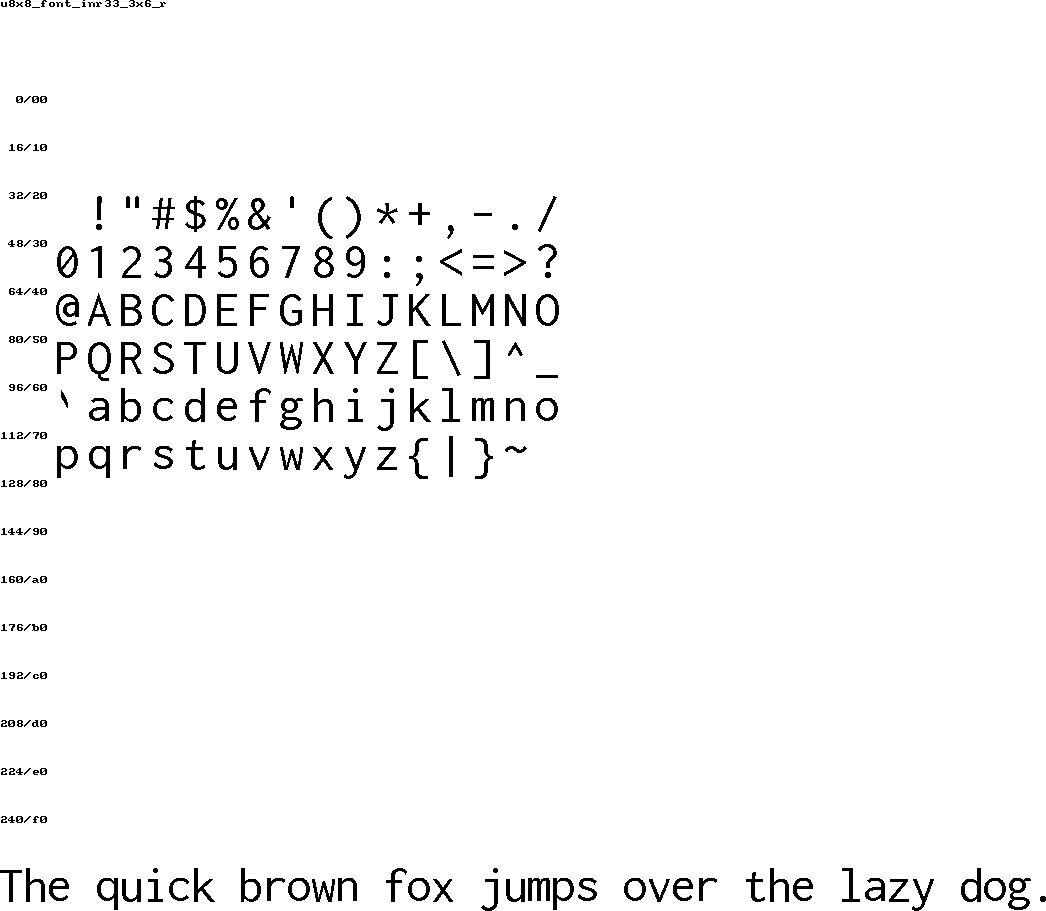 u8x8_font_inr33_3x6_r
0/00
16/10
32/20 !"#$%&'()*+,-./
48/30 0123456789:;<=>?
64/40 @ABCDEFGHIJKLMNO
80/50 PQRSTUVWXYZ[\]^_
96/60 `abcdefghijklmno
112/70 pqrstuvwxyz{|}~
128/80
144/90
160/a0
176/b0
192/c0
208/d0
224/e0
240/f0
The quick brown fox jumps over the lazy dog.